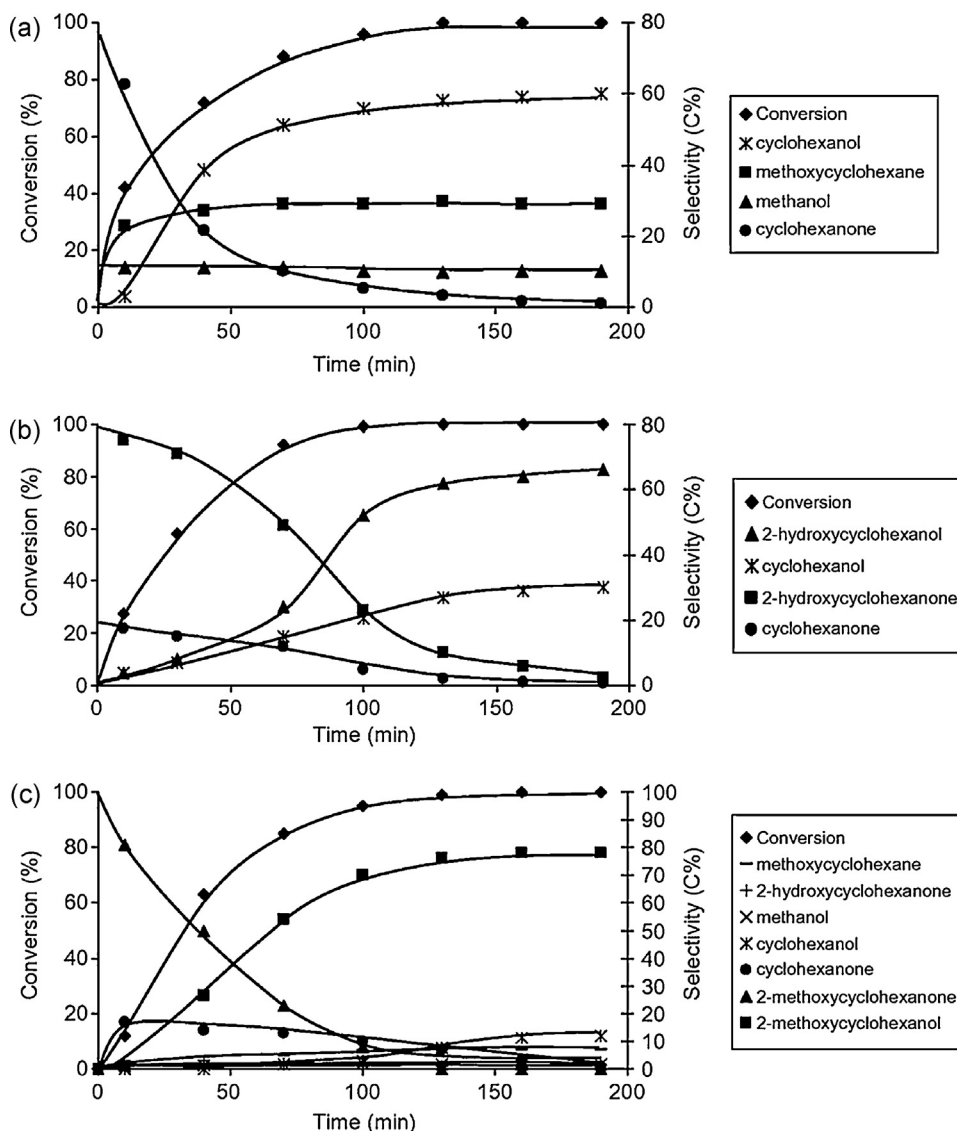 (a)
Conversion (%)
100
80
60
40
20
0
0 50 100 150 200
Time (min)
80
60
40
20
0
Selectivity (C%)
Conversion
cyclohexanol
methoxycyclohexane
methanol
cyclohexanone
(b)
Conversion (%)
100
80
60
40
20
0
0 50 100 150 200
Time (min)
80
60
40
20
0
Selectivity (C%)
Conversion
2-hydroxycyclohexanol
cyclohexanol
2-hydroxycyclohexanone
cyclohexanone
(c)
Conversion (%)
100
80
60
40
20
0
0 50 100 150 200
Time (min)
100
90
80
70
60
50
40
30
20
10
0
Selectivity (C%)
Conversion
methoxycyclohexane
2-hydroxycyclohexanone
methanol
cyclohexanol
cyclohexanone
2-methoxycyclohexanone
2-methoxycyclohexanol